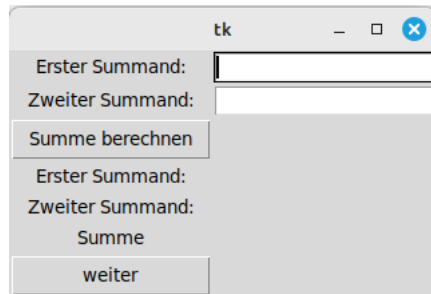 tk
Erster Summand:
Zweiter Summand:
Summe berechnen
Erster Summand:
Zweiter Summand:
Summe
weiter